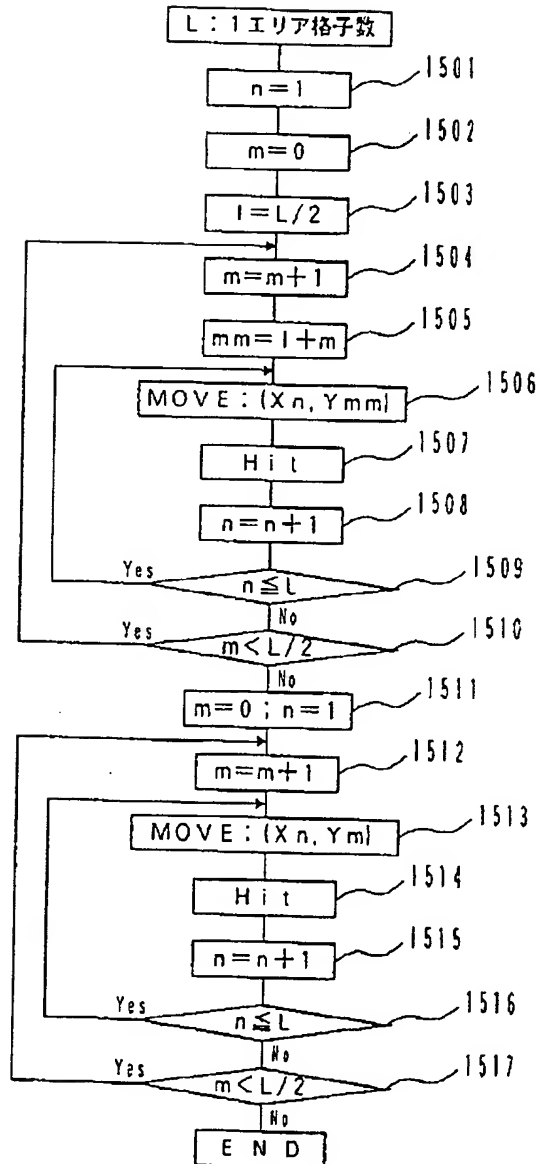 L：1エリア格子数
1501
n＝1
1502
m＝0
1503
l＝L/2
1504
m＝m＋1
1505
mm＝l＋m
1506
MOVE：(Xn, Ymm)
1507
Hit
1508
n＝n＋1
1509
Yes
n≦L
No
1510
Yes
m＜L/2
No
1511
m＝0；n＝1
1512
m＝m＋1
1513
MOVE：(Xn, Ym)
1514
Hit
1515
n＝n＋1
1516
Yes
n≦L
No
1517
Yes
m＜L/2
No
END